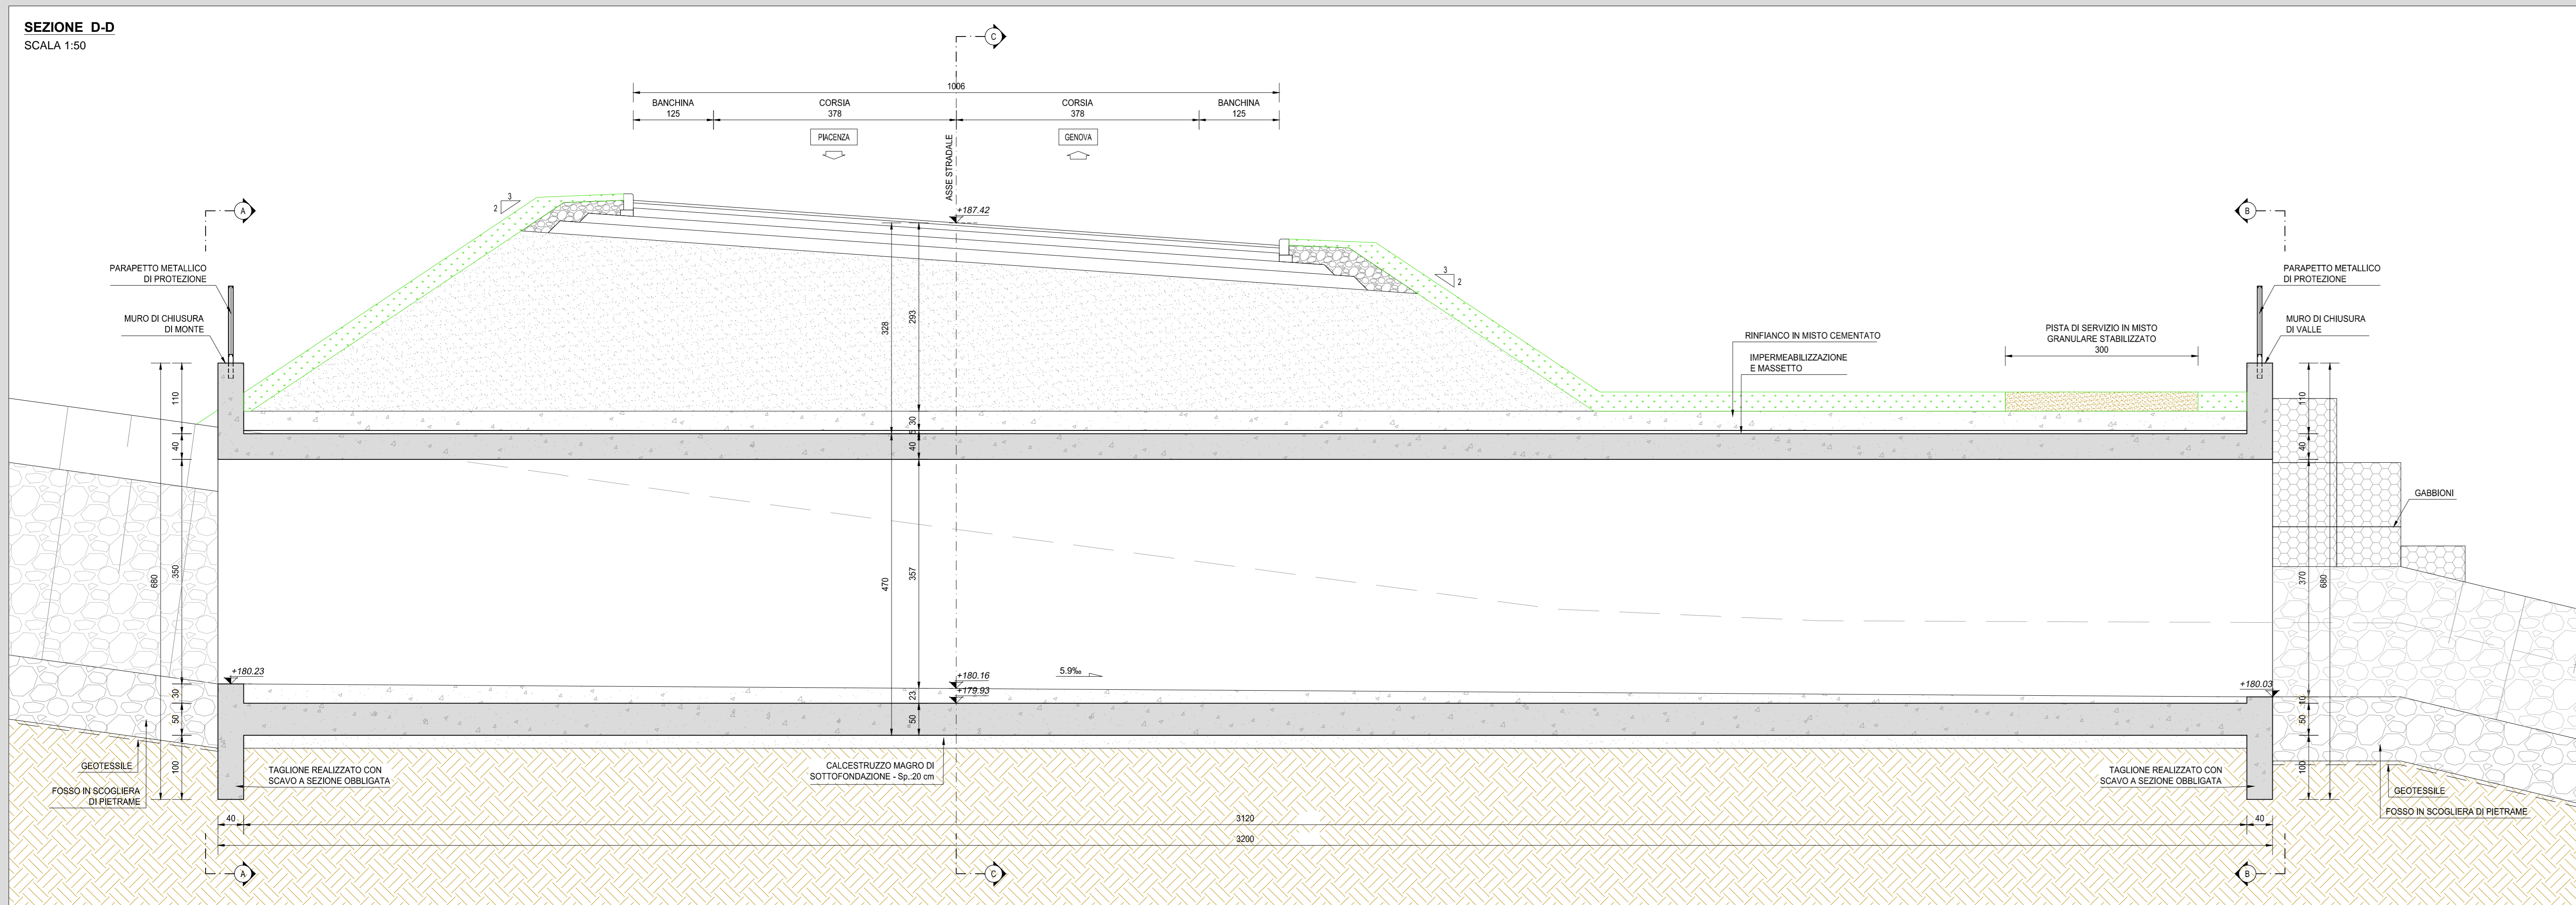 SEZIONE D-D
SCALA 1:50
C
1006
BANCHINA
125
CORSIA
378
CORSIA
378
BANCHINA
125
PIACENZA
GENOVA
ASSE STRADALE
3
2
+187.42
A
B
3
2
PARAPETTO METALLICO
DI PROTEZIONE
MURO DI CHIUSURA
DI MONTE
328
293
RINFIANCO IN MISTO CEMENTATO
IMPERMEABILIZZAZIONE
E MASSETTO
PISTA DI SERVIZIO IN MISTO
GRANULARE STABILIZZATO
300
PARAPETTO METALLICO
DI PROTEZIONE
MURO DI CHIUSURA
DI VALLE
110
40
350
680
30
50
100
30
5
40
470
357
23
50
110
40
370
680
10
50
100
GABBIONI
+180.23
+180.16
+179.93
5.9‰
+180.03
GEOTESSILE
FOSSO IN SCOGLIERA
DI PIETRAME
TAGLIONE REALIZZATO CON
SCAVO A SEZIONE OBBLIGATA
CALCESTRUZZO MAGRO DI
SOTTOFONDAZIONE - Sp.:20 cm
TAGLIONE REALIZZATO CON
SCAVO A SEZIONE OBBLIGATA
GEOTESSILE
FOSSO IN SCOGLIERA DI PIETRAME
40
3120
40
3200
A
C
B